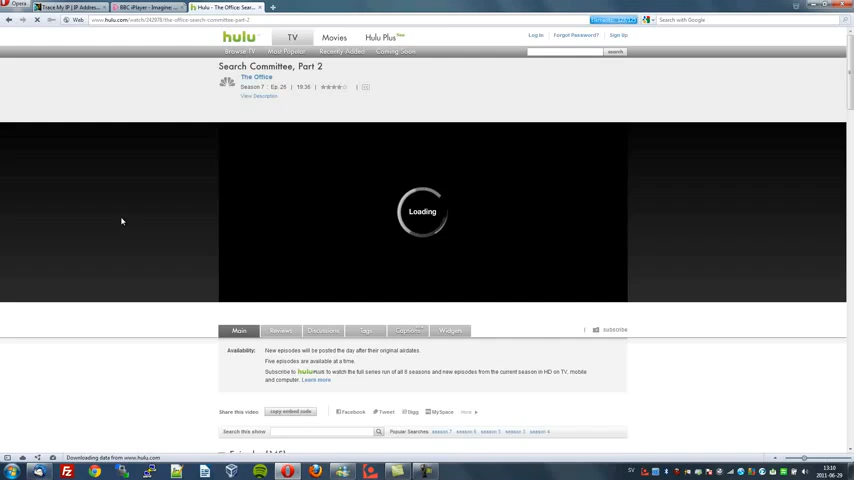 Opera
Trace My IP | IP Addres...
BBC iPlayer - Imagine: ...
Hulu - The Office: Sear...
Web
www.hulu.com/watch/242978/the-office-search-committee-part-2
Search with Google
hulu TV Movies Hulu Plus
Log In Forgot Password? Sign Up
Browse TV Most Popular Recently Added Coming Soon
search
Search Committee, Part 2
The Office
Season 7 : Ep. 26 | 19:36 |
View Description
Loading
Main Reviews Discussions Tags Captions Widgets
subscribe
Availability: New episodes will be posted the day after their original airdates.
Five episodes are available at a time.
Subscribe to huluPLUS to watch the full series run of all 8 seasons and new episodes from the current season in HD on TV, mobile
and computer. Learn more
Share this video copy embed code Facebook Tweet Digg MySpace more
Search this show Popular Searches: season 7 season 6 season 5 season 3 season 4
Downloading data from www.hulu.com
SV
13:10
2011-06-29